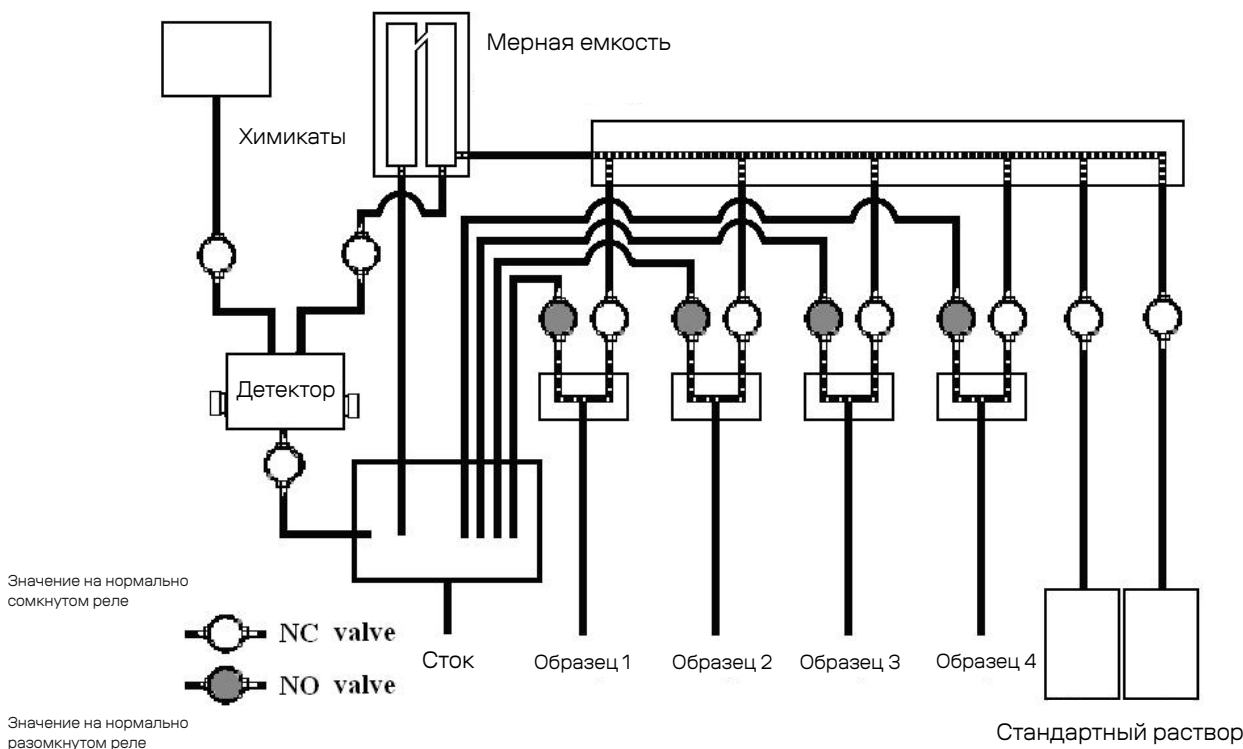 Мерная емкость
Химикаты
Детектор
Значение на нормально
сомкнутом реле
NC valve
NO valve
Значение на нормально
разомкнутом реле
Сток
Образец 1
Образец 2
Образец 3
Образец 4
Стандартный раствор